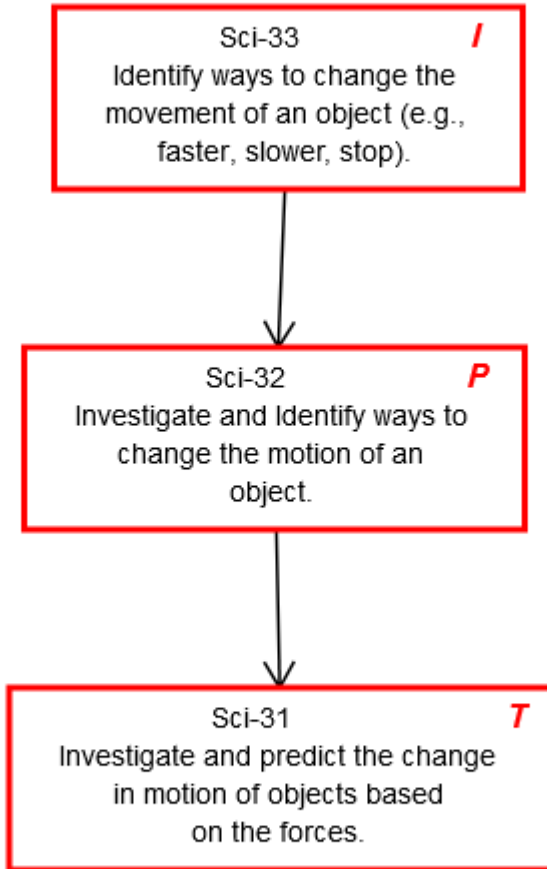 Sci-33 I
Identify ways to change the
movement of an object (e.g.,
faster, slower, stop).
Sci-32 P
Investigate and Identify ways to
change the motion of an
object.
Sci-31 T
Investigate and predict the change
in motion of objects based
on the forces.